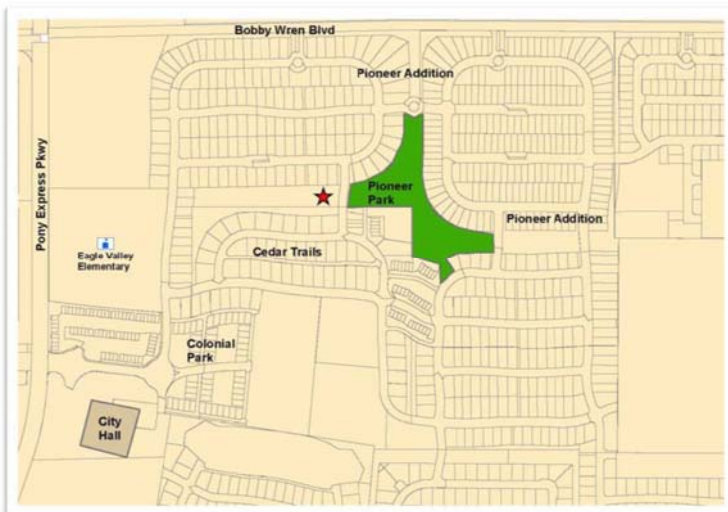 Bobby Wren Blvd
Pioneer Addition
Pony Express Pkwy
Pioneer
Park
Pioneer Addition
Eagle Valley
Elementary
Cedar Trails
Colonial
Park
City
Hall